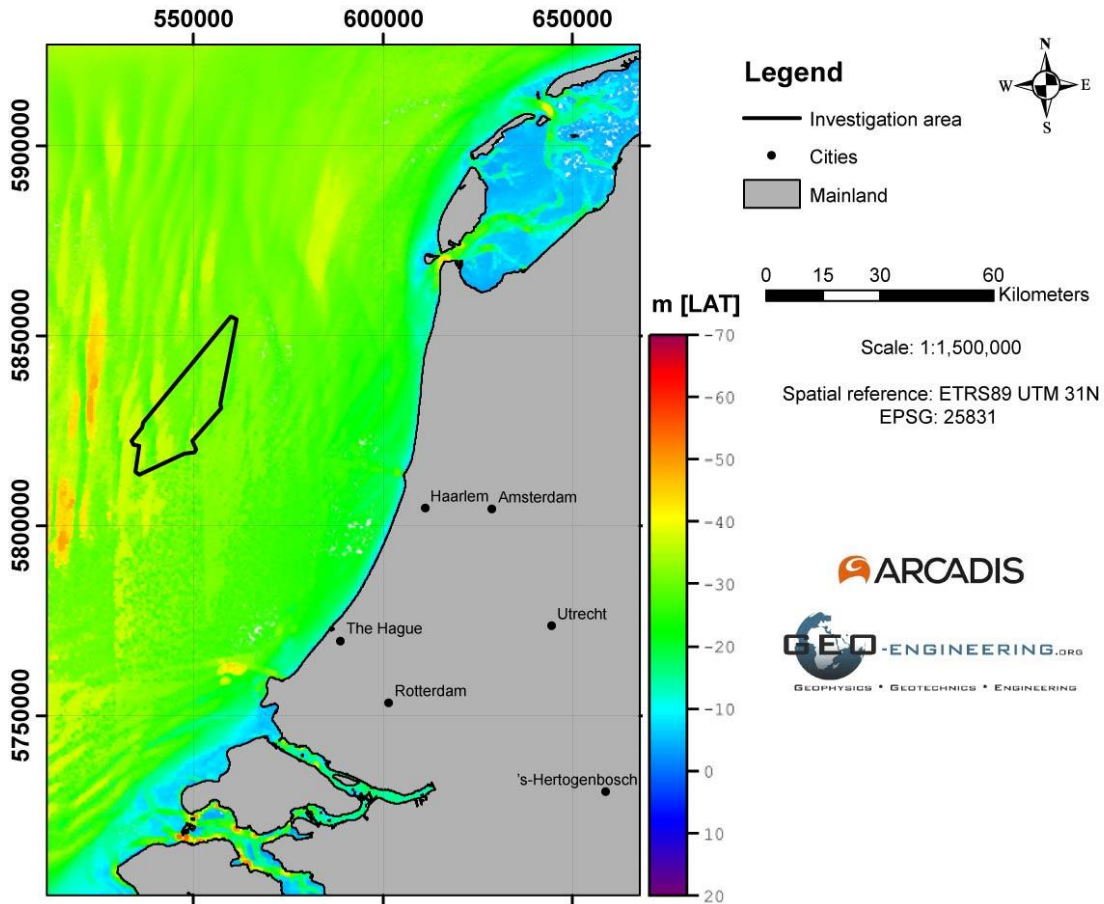 550000
600000
650000
5900000
5850000
5800000
5750000
Haarlem
Amsterdam
Utrecht
The Hague
Rotterdam
's-Hertogenbosch
m [LAT]
-70
-60
-50
-40
-30
-20
-10
0
10
20
Legend
Investigation area
Cities
Mainland
N
W
E
S
0 15 30 60
Kilometers
Scale: 1:1,500,000
Spatial reference: ETRS89 UTM 31N
EPSG: 25831
ARCADIS
GEO-ENGINEERING.ORG
GEOPHYSICS • GEOTECHNICS • ENGINEERING